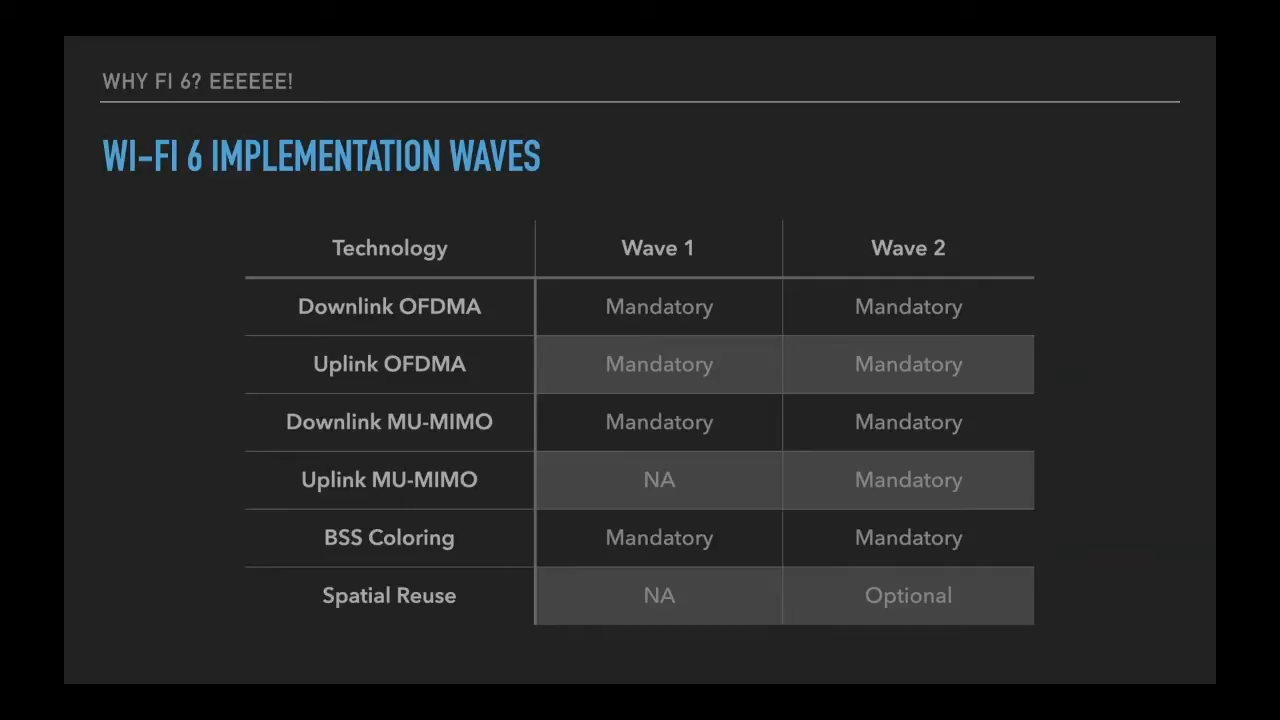 WHY FI 6? EEEEEE!
WI-FI 6 IMPLEMENTATION WAVES
Technology Wave 1 Wave 2
Downlink OFDMA Mandatory Mandatory
Uplink OFDMA Mandatory Mandatory
Downlink MU-MIMO Mandatory Mandatory
Uplink MU-MIMO NA Mandatory
BSS Coloring Mandatory Mandatory
Spatial Reuse NA Optional